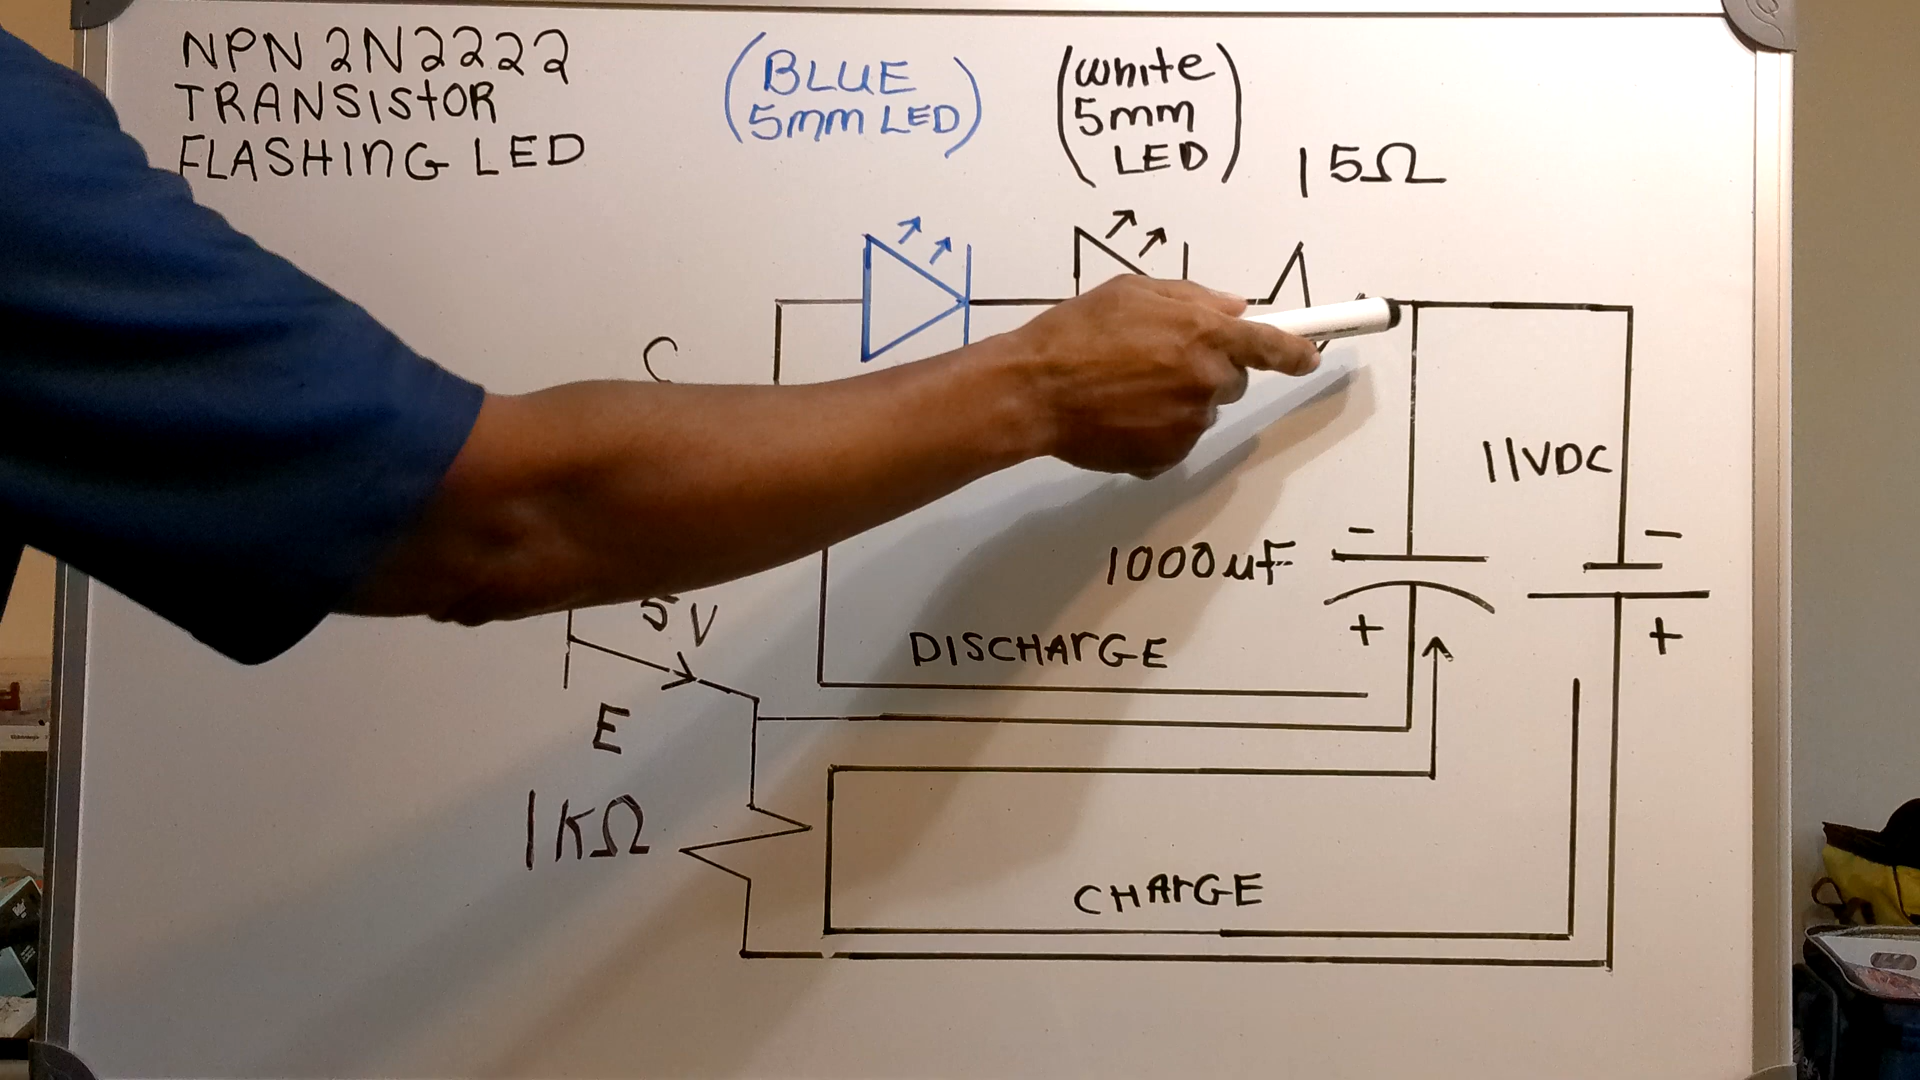 NPN 2N2222
TRANSIStOR
FLASHING LED
(BLUE
5mm LED)
(white
5mm
LED)
15Ω
C
11VDC
-
-
1000uF
+
+
5V
DISCHArGE
E
1KΩ
CHArGE